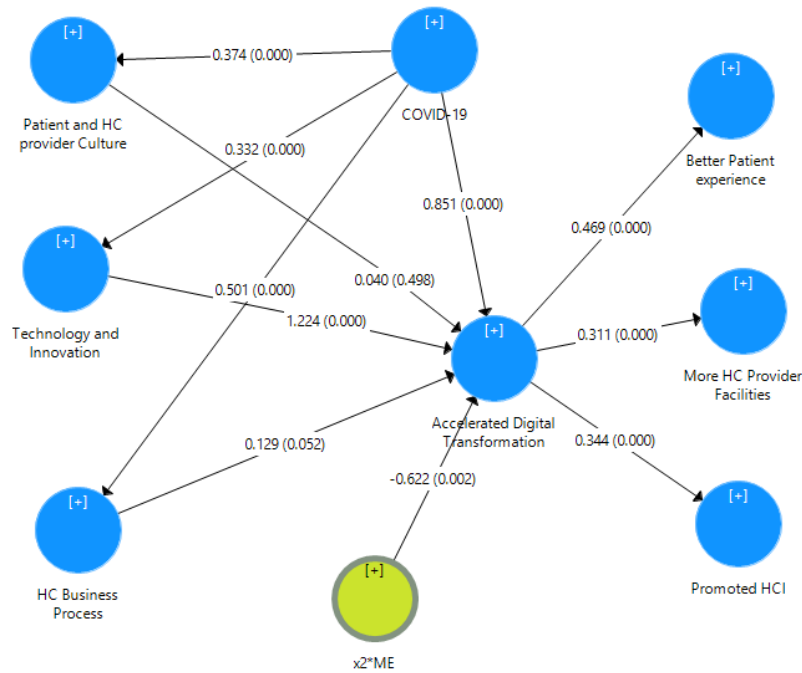 [+]
Patient and HC
provider Culture
[+]
COVID-19
[+]
Better Patient
experience
[+]
Technology and
Innovation
[+]
More HC Provider
Facilities
[+]
Accelerated Digital
Transformation
[+]
HC Business
Process
[+]
Promoted HCI
[+]
x2*ME
0.374 (0.000)
0.332 (0.000)
0.851 (0.000)
0.469 (0.000)
0.501 (0.000)
0.040 (0.498)
1.224 (0.000)
0.311 (0.000)
0.129 (0.052)
0.344 (0.000)
-0.622 (0.002)